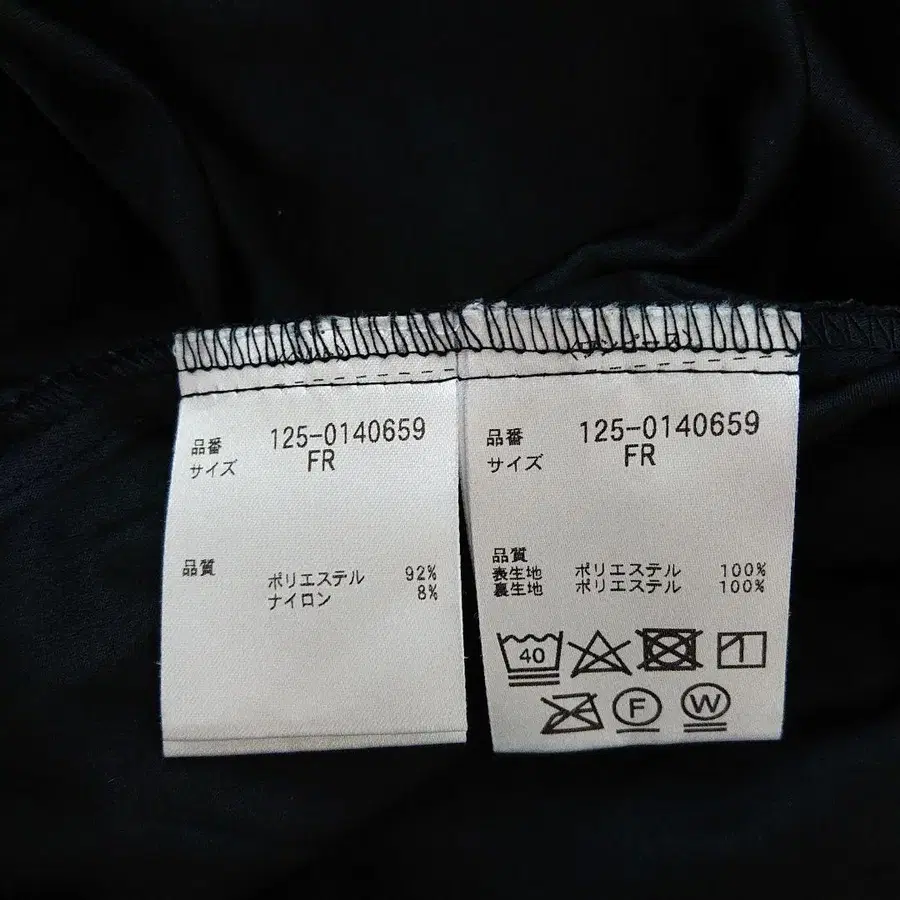 品番 125-0140659
サイズ FR
品質
ポリエステル 92%
ナイロン 8%
品番 125-0140659
サイズ FR
品質
表生地 ポリエステル 100%
裏生地 ポリエステル 100%
40
F
W